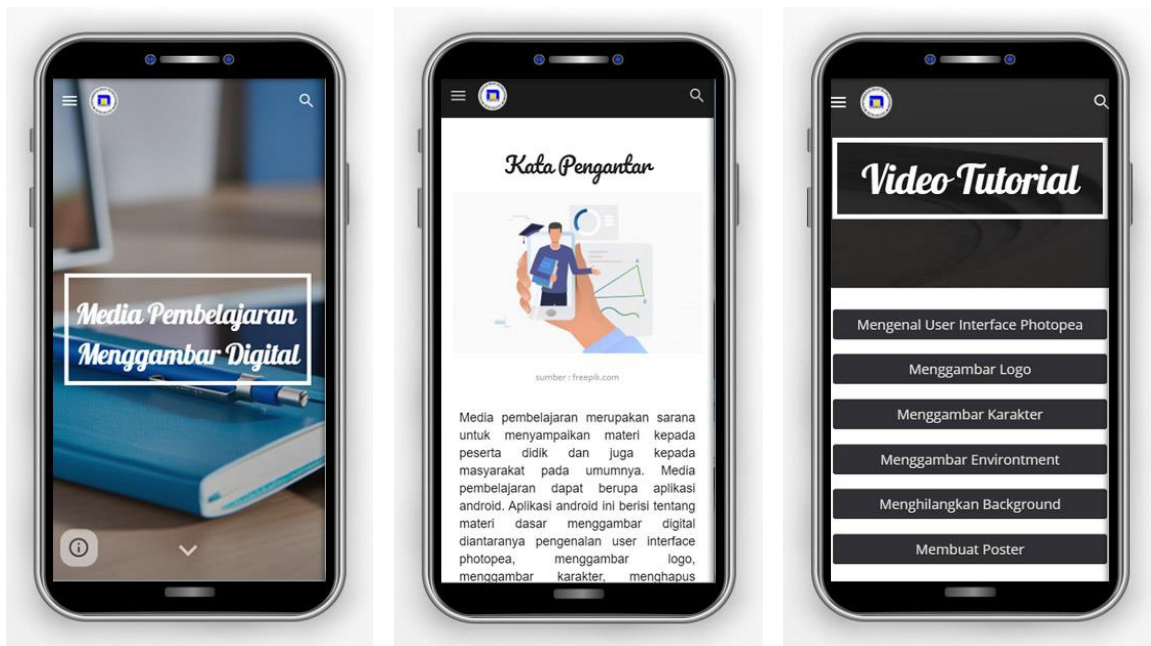 Media Pembelajaran
Menggambar Digital
Kata Pengantar
sumber : freepik.com
Media pembelajaran merupakan sarana
untuk menyampaikan materi kepada
peserta didik dan juga kepada
masyarakat pada umumnya. Media
pembelajaran dapat berupa aplikasi
android. Aplikasi android ini berisi tentang
materi dasar menggambar digital
diantaranya pengenalan user interface
photopea, menggambar logo,
menggambar karakter, menghapus
Video Tutorial
Mengenal User Interface Photopea
Menggambar Logo
Menggambar Karakter
Menggambar Environtment
Menghilangkan Background
Membuat Poster